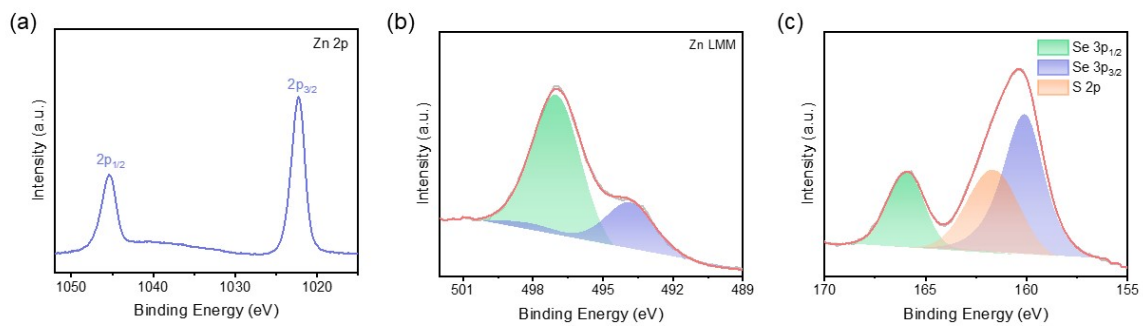 (a)
Zn 2p
2p3/2
2p1/2
Intensity (a.u.)
1050 1040 1030 1020
Binding Energy (eV)
(b)
Zn LMM
Intensity (a.u.)
501 498 495 492 489
Binding Energy (eV)
(c)
Se 3p1/2
Se 3p3/2
S 2p
Intensity (a.u.)
170 165 160 155
Binding Energy (eV)